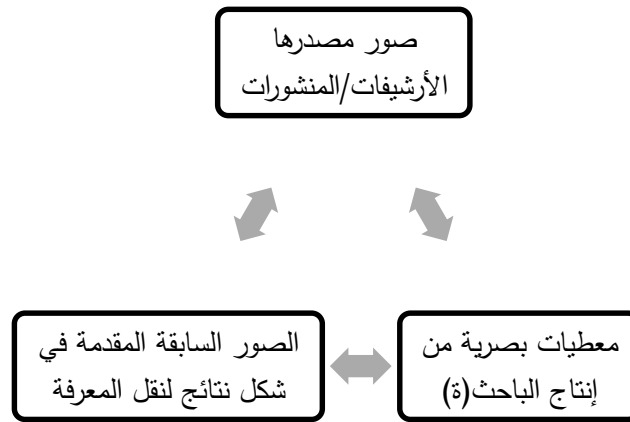 صور مصدرها
الأرشيفات/المنشورات
معطيات بصرية من
إنتاج الباحث(ة)
الصور السابقة المقدمة في
شكل نتائج لنقل المعرفة